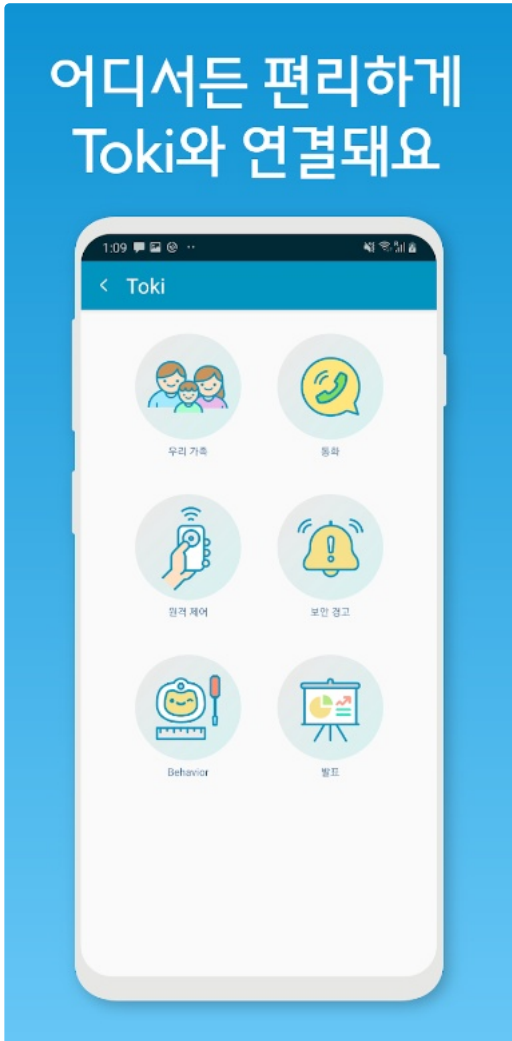 어디서든 편리하게
Toki와 연결돼요
1:09
Toki
우리 가족
통화
원격 제어
보안 경고
Behavior
발표